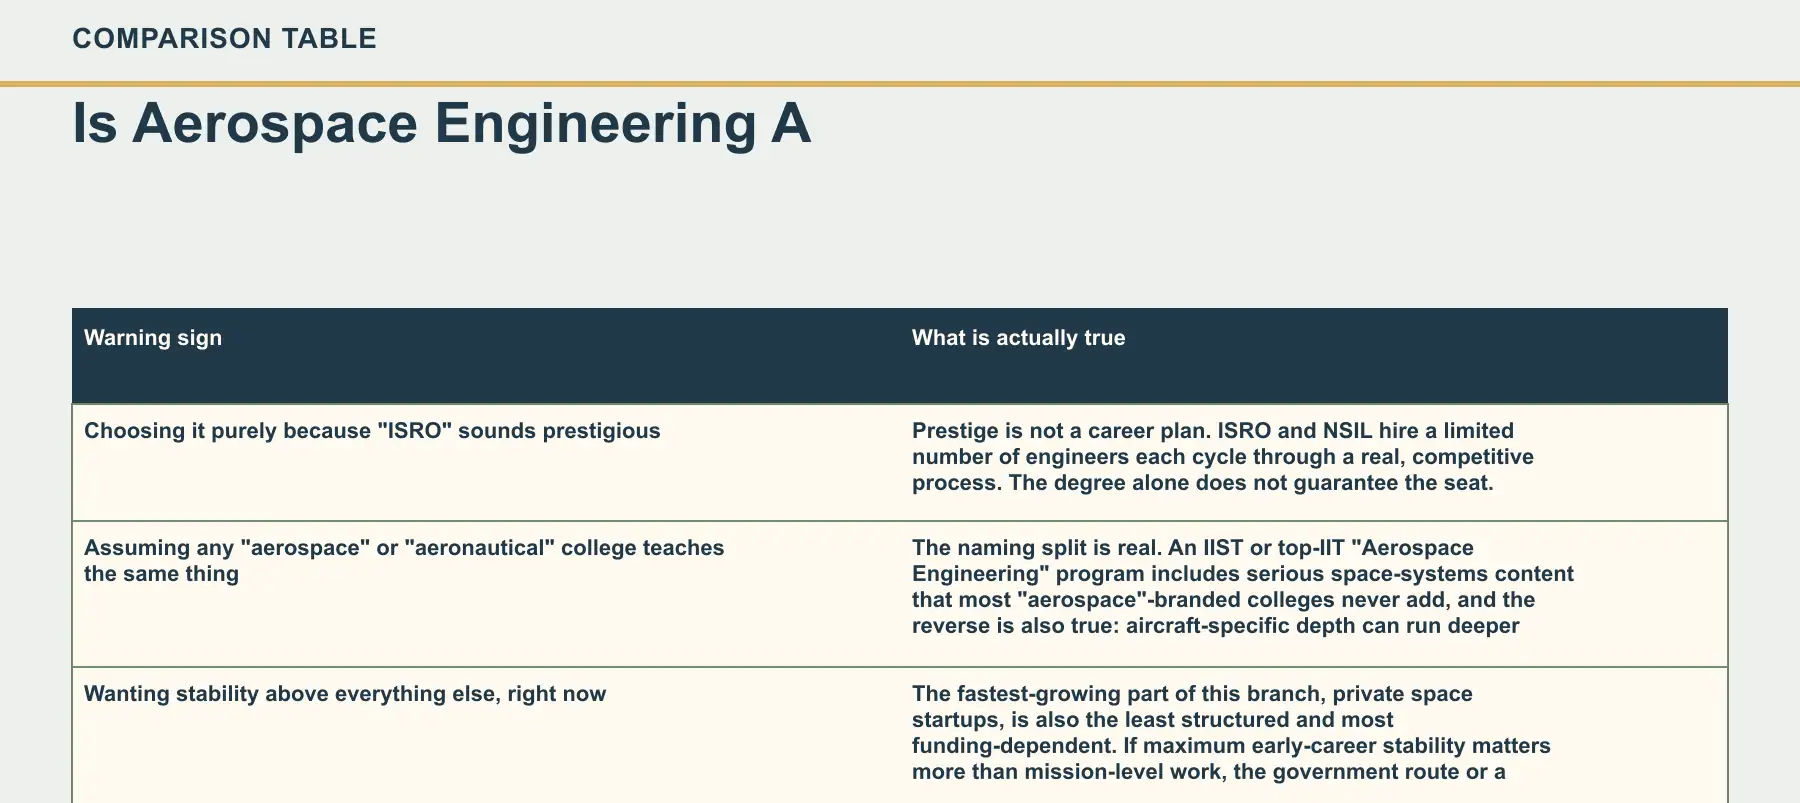 COMPARISON TABLE
Is Aerospace Engineering A
Warning sign
What is actually true
Choosing it purely because "ISRO" sounds prestigious
Prestige is not a career plan. ISRO and NSIL hire a limited
number of engineers each cycle through a real, competitive
process. The degree alone does not guarantee the seat.
Assuming any "aerospace" or "aeronautical" college teaches
the same thing
The naming split is real. An IIST or top-IIT "Aerospace
Engineering" program includes serious space-systems content
that most "aerospace"-branded colleges never add, and the
reverse is also true: aircraft-specific depth can run deeper
Wanting stability above everything else, right now
The fastest-growing part of this branch, private space
startups, is also the least structured and most
funding-dependent. If maximum early-career stability matters
more than mission-level work, the government route or a